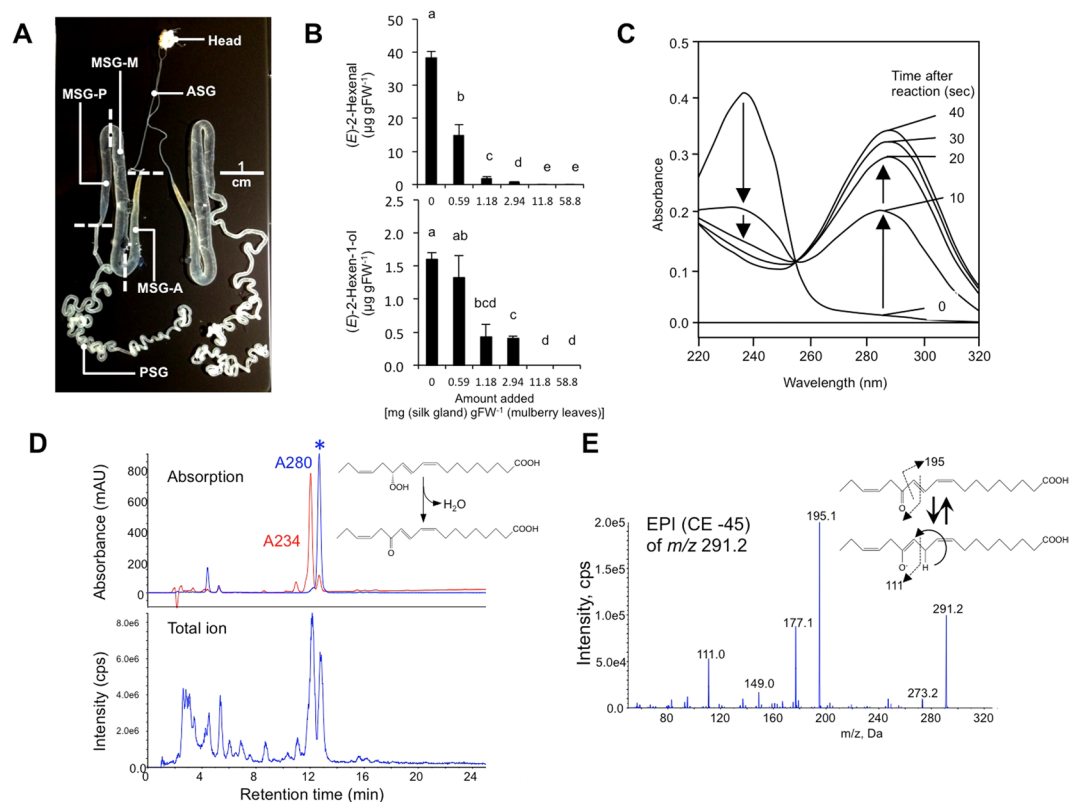 A
Head
MSG-M
MSG-P
ASG
1
cm
MSG-A
PSG
B
(E)-2-Hexenal
(µg gFW-1)
50
40
30
20
10
0
a
b
c
d
e
e
0 0.59 1.18 2.94 11.8 58.8
(E)-2-Hexen-1-ol
(µg gFW-1)
2.5
2.0
1.5
1.0
0.5
0
a
ab
bcd
c
d
d
0 0.59 1.18 2.94 11.8 58.8
Amount added
[mg (silk gland) gFW-1 (mulberry leaves)]
C
Absorbance
0.5
0.4
0.3
0.2
0.1
0.0
Time after
reaction (sec)
40
30
20
10
0
220 240 260 280 300 320
Wavelength (nm)
D
Absorbance (mAU)
800
600
400
200
0
Absorption
A280
*
A234
COOH
OOH
H2O
COOH
O
Total ion
Intensity (cps)
8.0e6
6.0e6
4.0e6
2.0e6
0.0
0 4 8 12 16 20 24
Retention time (min)
E
EPI (CE -45)
of m/z 291.2
Intensity, cps
2.0e5
1.0e5
5.0e4
0.0
195
COOH
O
COOH
O-
H
111
195.1
291.2
177.1
111.0
149.0
273.2
80 120 160 200 240 280 320
m/z, Da